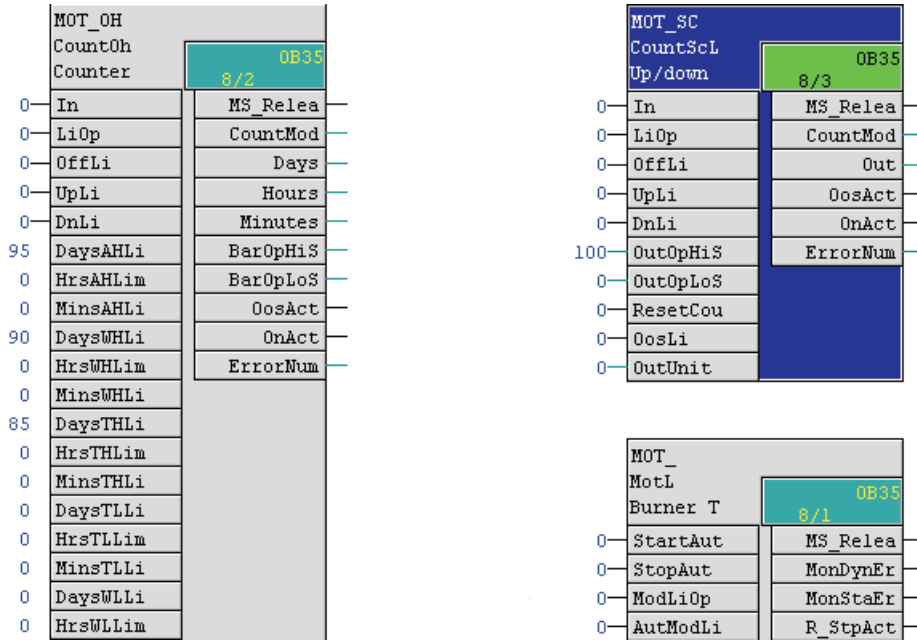 MOT_OH
CountOh
Counter
OB35
8/2
0 In MS_Relea
0 LiOp CountMod
0 OffLi Days
0 UpLi Hours
0 DnLi Minutes
95 DaysAHLi BarOpHiS
0 HrsAHLim BarOpLoS
0 MinsAHLi OosAct
90 DaysWHLi OnAct
0 HrsWHLim ErrorNum
0 MinsWHLi
85 DaysTHLi
0 HrsTHLim
0 MinsTHLi
0 DaysTLLi
0 HrsTLLim
0 MinsTLLi
0 DaysWLLi
0 HrsWLLim
MOT_SC
CountScL
Up/down
OB35
8/3
0 In MS_Relea
0 LiOp CountMod
0 OffLi Out
0 UpLi OosAct
0 DnLi OnAct
100 OutOpHiS ErrorNum
0 OutOpLoS
0 ResetCou
0 OosLi
0 OutUnit
MOT_
MotL
Burner T
OB35
8/1
0 StartAut MS_Relea
0 StopAut MonDynEr
0 ModLiOp MonStaEr
0 AutModLi R_StpAct